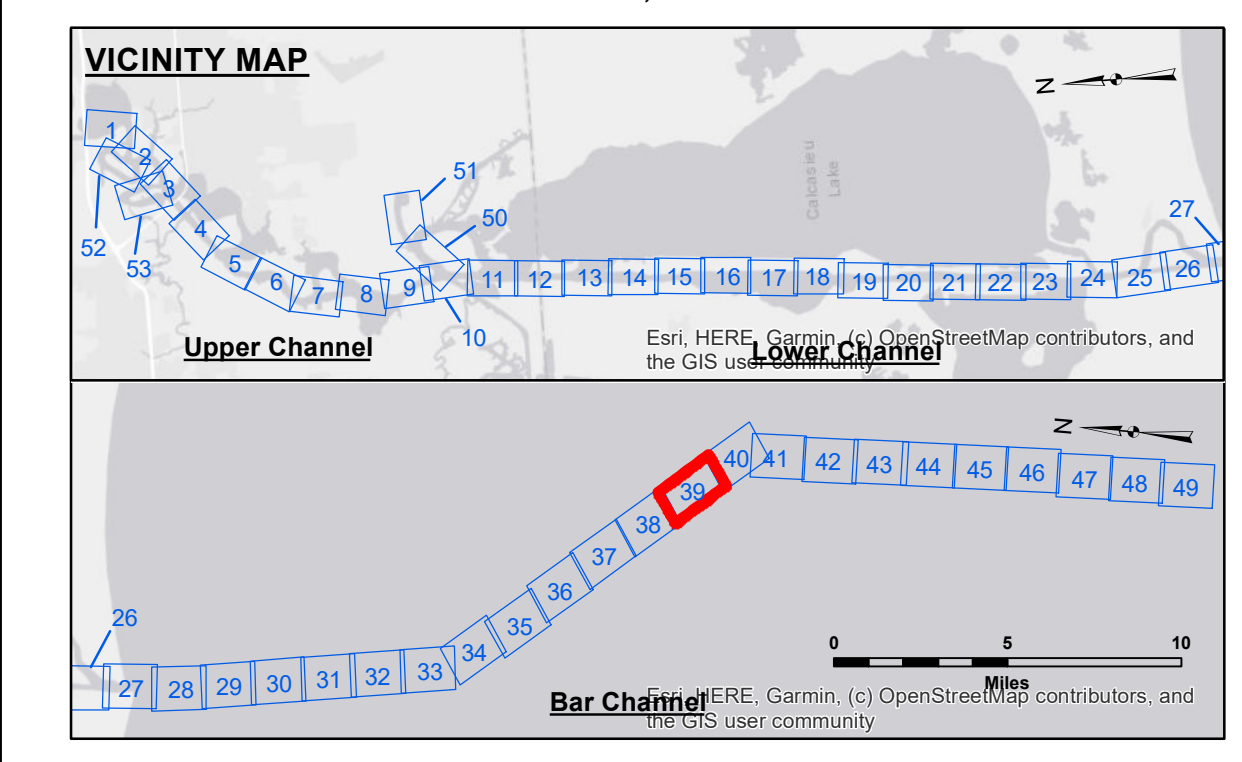 VICINITY MAP
N
1
2
3
52
53
4
5
6
7
8
9
10
51
50
11 12 13 14 15 16 17 18 19 20 21 22 23 24 25 26
27
Calcasieu
Lake
Upper Channel
Lower Channel
Esri, HERE, Garmin, (c) OpenStreetMap contributors, and
the GIS user community
N
26
27 28 29 30 31 32 33
34
35
36
37
38
39
40
41 42 43 44 45 46 47 48 49
0 5 10
Miles
Bar Channel
Esri, HERE, Garmin, (c) OpenStreetMap contributors, and
the GIS user community